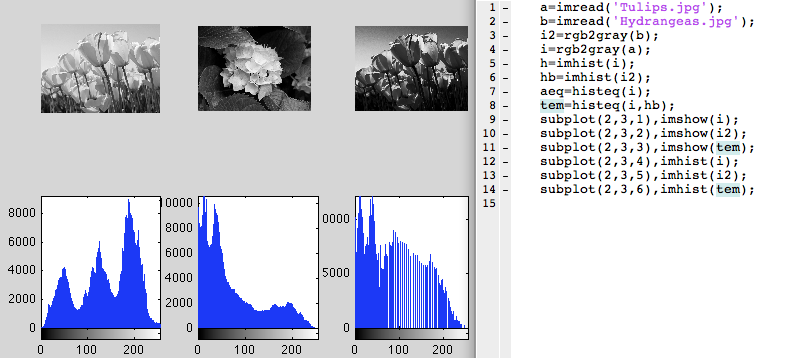 8000
6000
4000
2000
0
0
100
200
10000
8000
6000
4000
2000
0
0
100
200
0000
5000
0
0
100
200
1 - a=imread('Tulips.jpg');
2 - b=imread('Hydrangeas.jpg');
3 - i2=rgb2gray(b);
4 - i=rgb2gray(a);
5 - h=imhist(i);
6 - hb=imhist(i2);
7 - aeq=histeq(i);
8 - tem=histeq(i,hb);
9 - subplot(2,3,1),imshow(i);
10 - subplot(2,3,2),imshow(i2);
11 - subplot(2,3,3),imshow(tem);
12 - subplot(2,3,4),imhist(i);
13 - subplot(2,3,5),imhist(i2);
14 - subplot(2,3,6),imhist(tem);
15